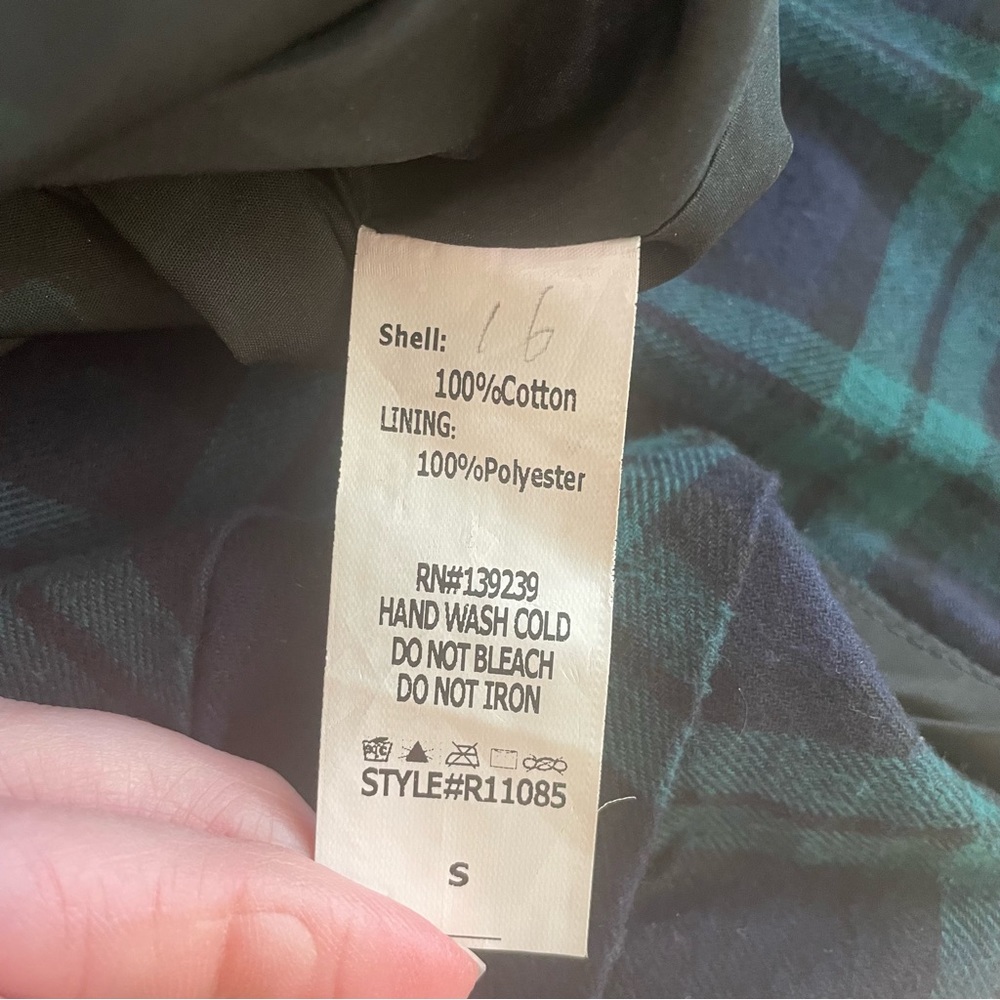 16
Shell:
100%Cotton
LINING:
100%Polyester
RN#139239
HAND WASH COLD
DO NOT BLEACH
DO NOT IRON
STYLE#R11085
S